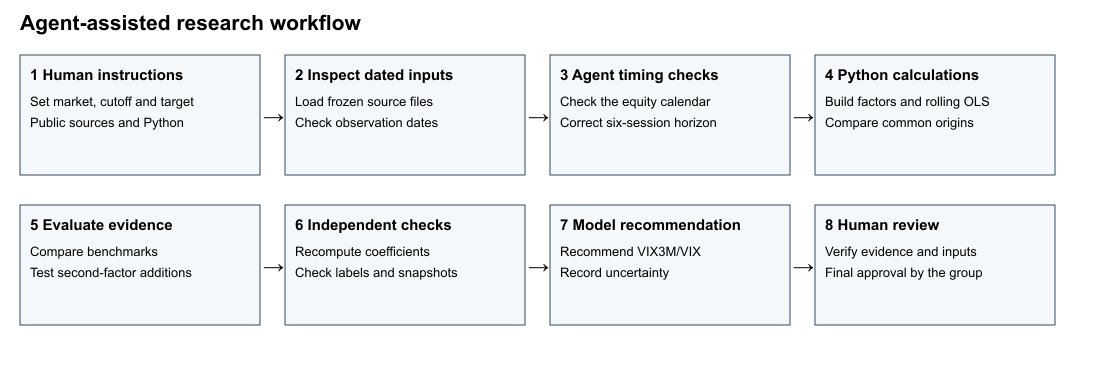 Agent-assisted research workflow
1 Human instructions
Set market, cutoff and target
Public sources and Python
→
2 Inspect dated inputs
Load frozen source files
Check observation dates
→
3 Agent timing checks
Check the equity calendar
Correct six-session horizon
→
4 Python calculations
Build factors and rolling OLS
Compare common origins
5 Evaluate evidence
Compare benchmarks
Test second-factor additions
→
6 Independent checks
Recompute coefficients
Check labels and snapshots
→
7 Model recommendation
Recommend VIX3M/VIX
Record uncertainty
→
8 Human review
Verify evidence and inputs
Final approval by the group